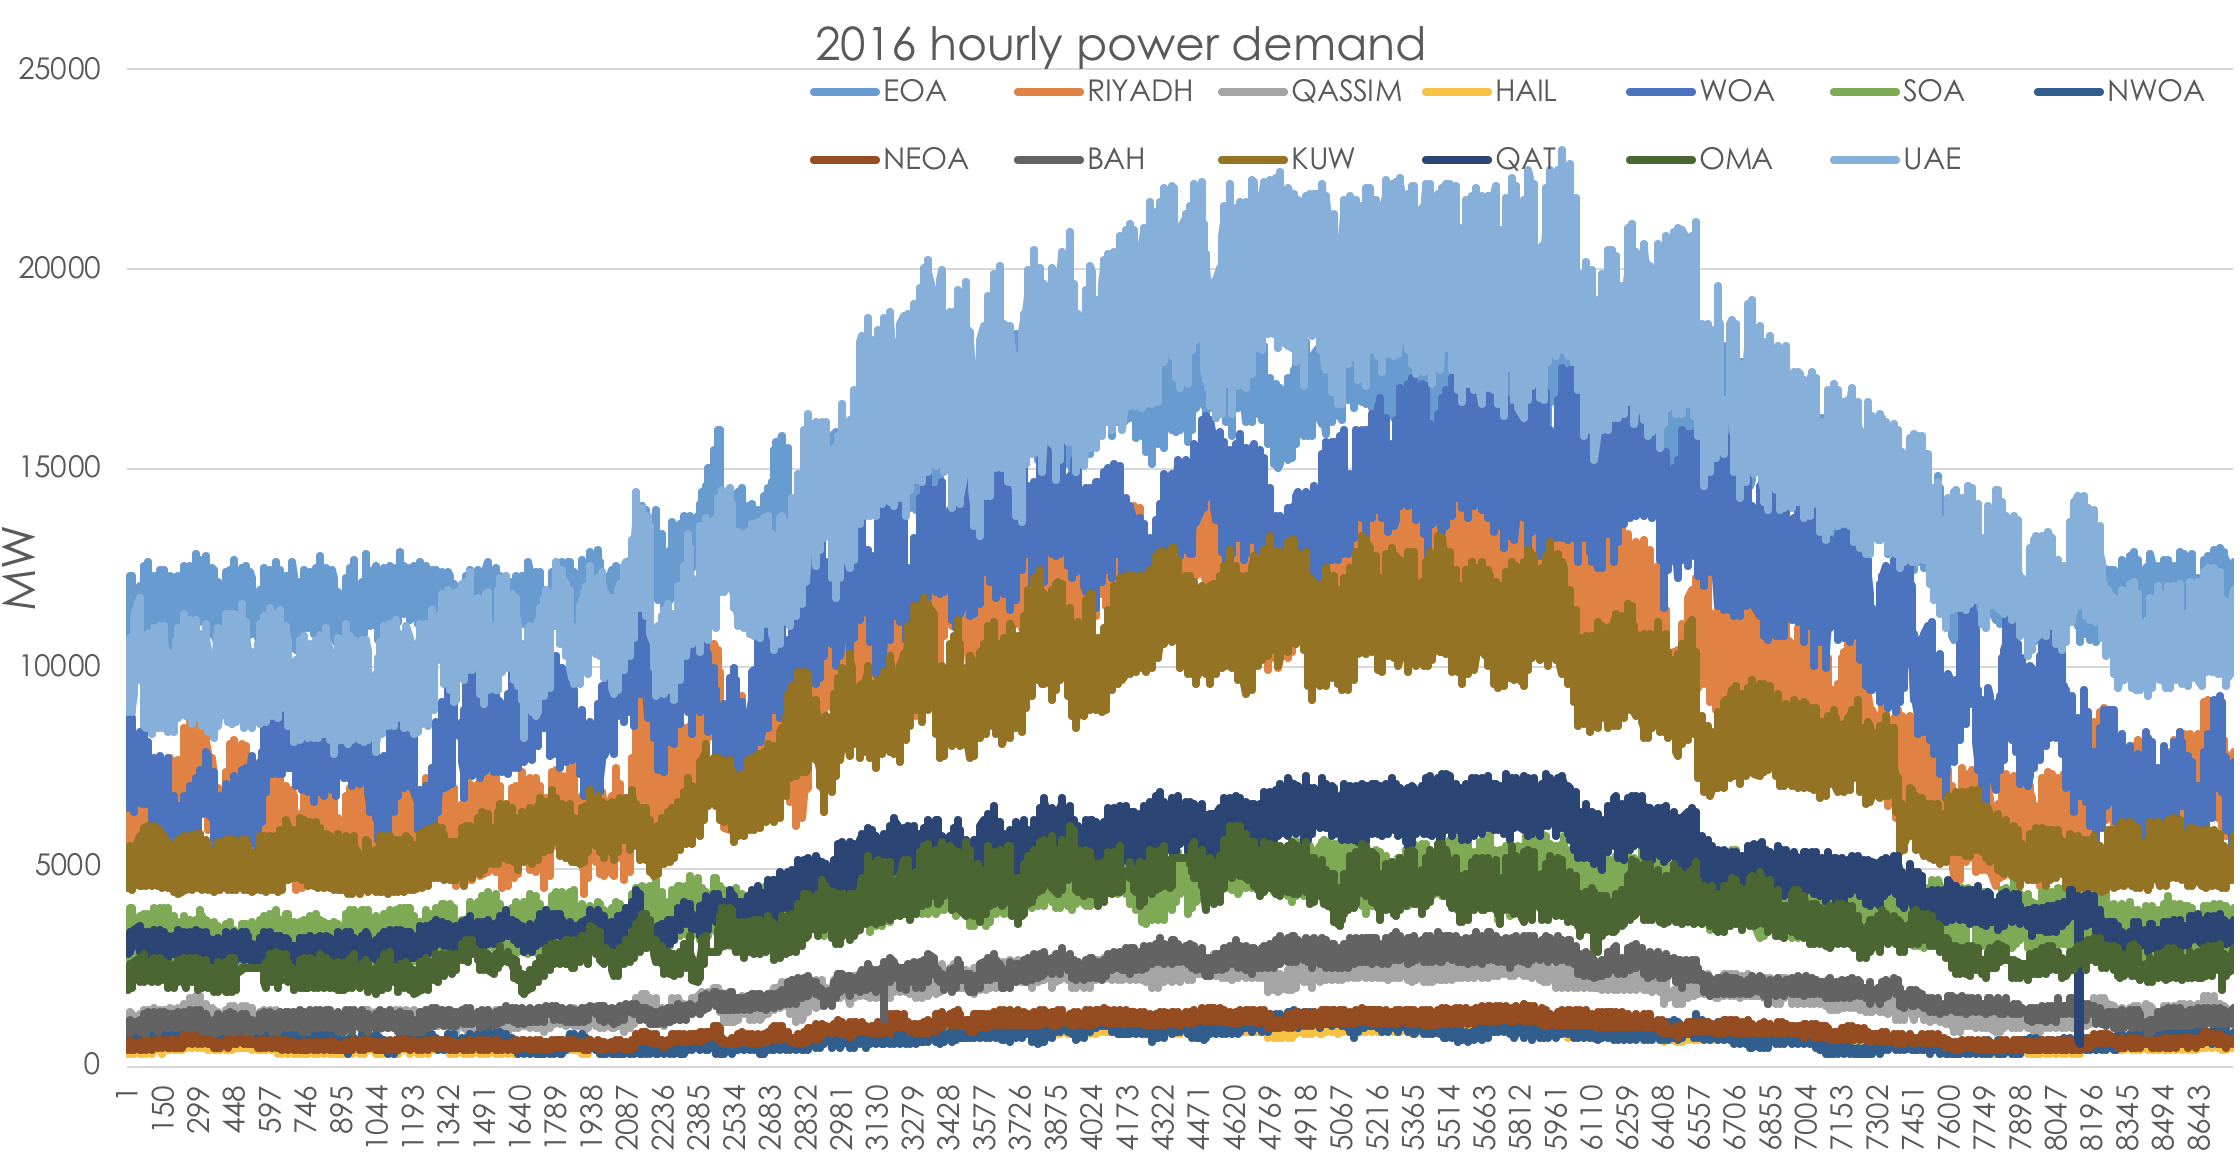 2016 hourly power demand
25000
EOA RIYADH QASSIM HAIL WOA SOA NWOA
NEOA BAH KUW QAT OMA UAE
20000
15000
MW
10000
5000
0
1 150 299 448 597 746 895 1044 1193 1342 1491 1640 1789 1938 2087 2236 2385 2534 2683 2832 2981 3130 3279 3428 3577 3726 3875 4024 4173 4322 4471 4620 4769 4918 5067 5216 5365 5514 5663 5812 5961 6110 6259 6408 6557 6706 6855 7004 7153 7302 7451 7600 7749 7898 8047 8196 8345 8494 8643